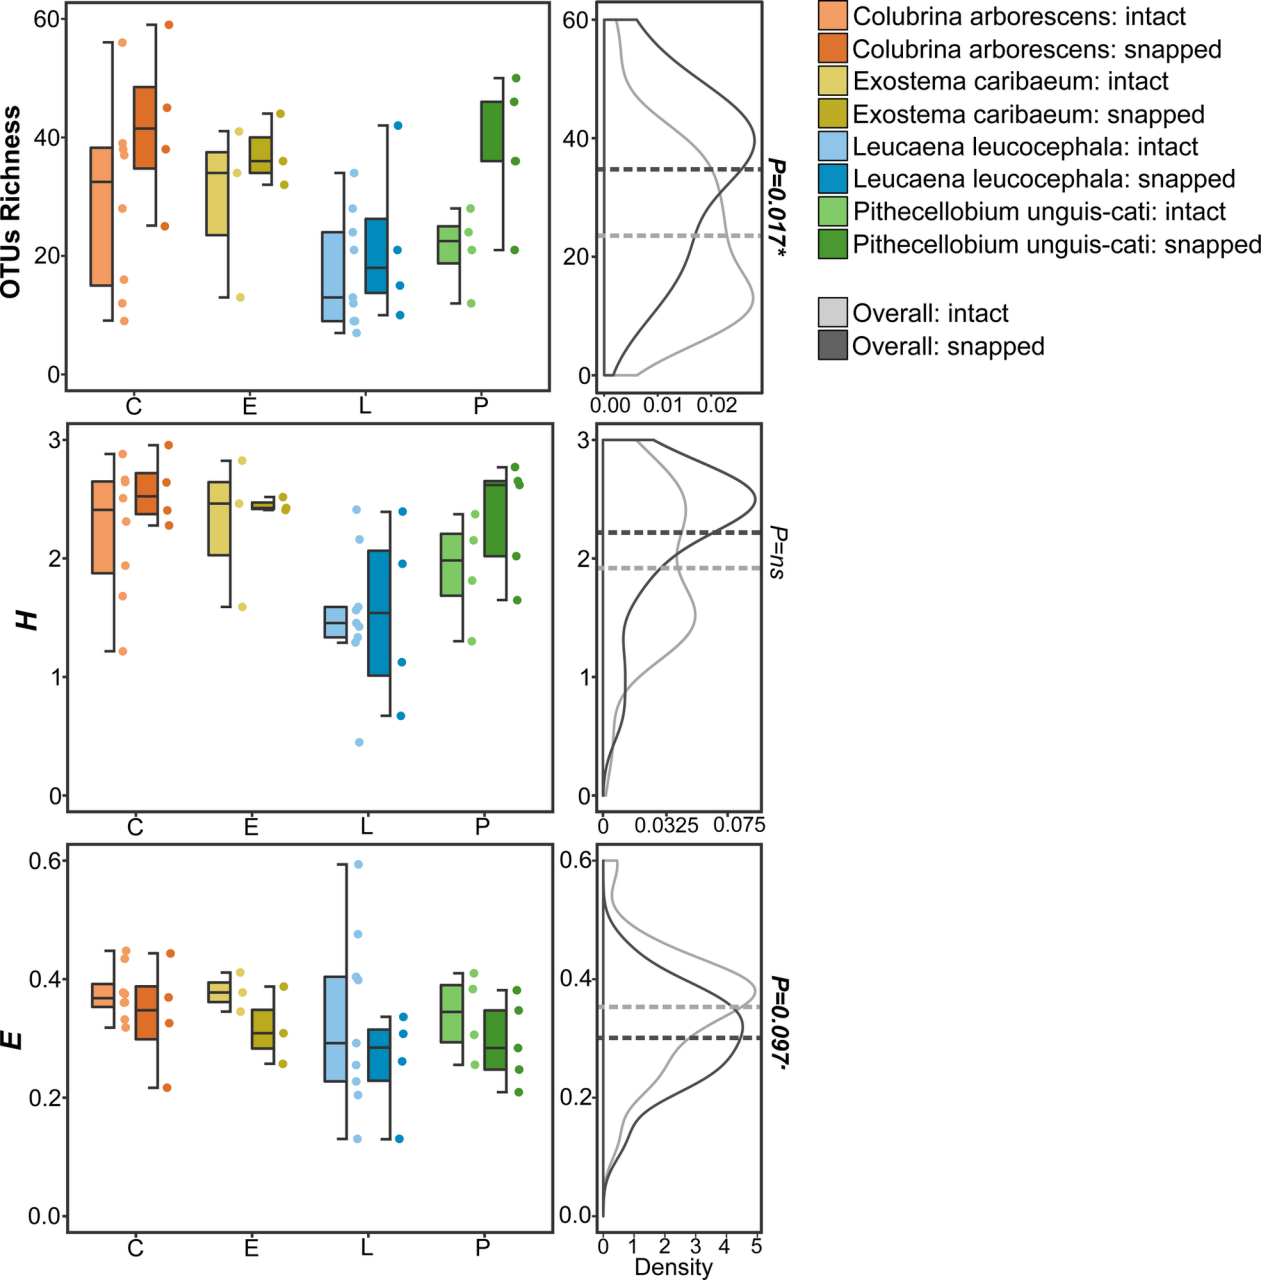 OTUs Richness
60
40
20
0
C E L P
60
40
20
0
0.00 0.01 0.02
P=0.017*
Colubrina arborescens: intact
Colubrina arborescens: snapped
Exostema caribaeum: intact
Exostema caribaeum: snapped
Leucaena leucocephala: intact
Leucaena leucocephala: snapped
Pithecellobium unguis-cati: intact
Pithecellobium unguis-cati: snapped
Overall: intact
Overall: snapped
H
3
2
1
0
C E L P
3
2
1
0
0 0.0325 0.075
P=ns
E
0.6
0.4
0.2
0.0
C E L P
0.6
0.4
0.2
0.0
0 1 2 3 4 5
Density
P=0.097·